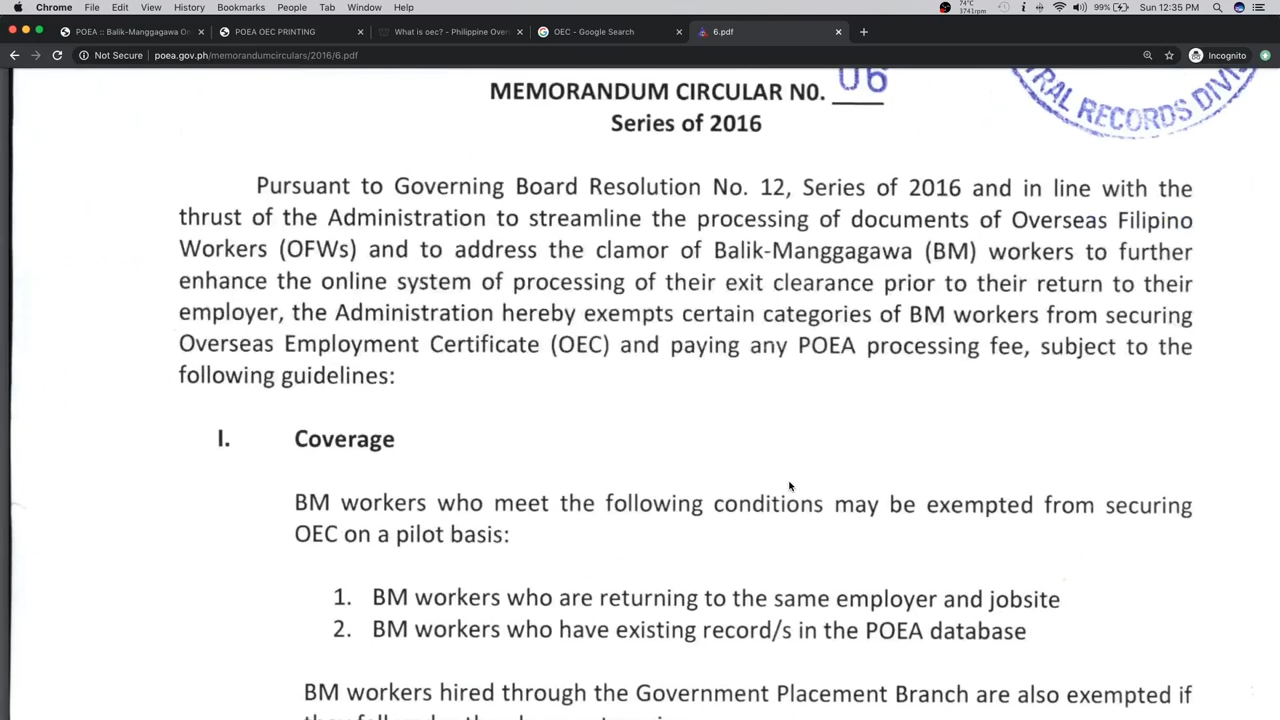 Chrome File Edit View History Bookmarks People Tab Window Help 74°C 3741rpm 99% Sun 12:35 PM
POEA :: Balik-Manggagawa On × POEA OEC PRINTING × What is oec? - Philippine Over × OEC - Google Search × 6.pdf × +
Not Secure | poea.gov.ph/memorandumcirculars/2016/6.pdf Incognito
MEMORANDUM CIRCULAR N0. 06
TRAL RECORDS DIVI
Series of 2016
Pursuant to Governing Board Resolution No. 12, Series of 2016 and in line with the
thrust of the Administration to streamline the processing of documents of Overseas Filipino
Workers (OFWs) and to address the clamor of Balik-Manggagawa (BM) workers to further
enhance the online system of processing of their exit clearance prior to their return to their
employer, the Administration hereby exempts certain categories of BM workers from securing
Overseas Employment Certificate (OEC) and paying any POEA processing fee, subject to the
following guidelines:
I. Coverage
BM workers who meet the following conditions may be exempted from securing
OEC on a pilot basis:
1. BM workers who are returning to the same employer and jobsite
2. BM workers who have existing record/s in the POEA database
BM workers hired through the Government Placement Branch are also exempted if